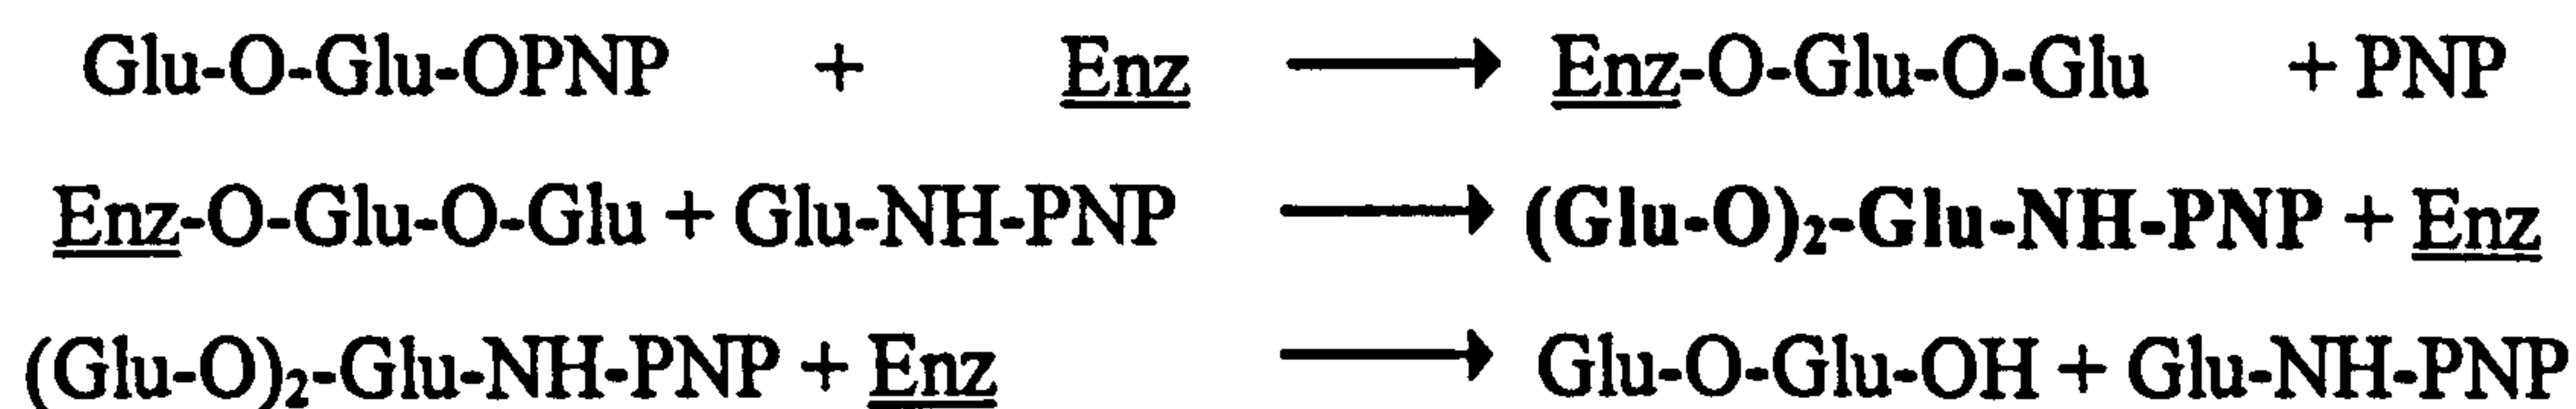 Glu-O-Glu-OPNP + Enz ⟶ Enz-O-Glu-O-Glu + PNP
Enz-O-Glu-O-Glu + Glu-NH-PNP ⟶ (Glu-O)₂-Glu-NH-PNP + Enz
(Glu-O)₂-Glu-NH-PNP + Enz ⟶ Glu-O-Glu-OH + Glu-NH-PNP